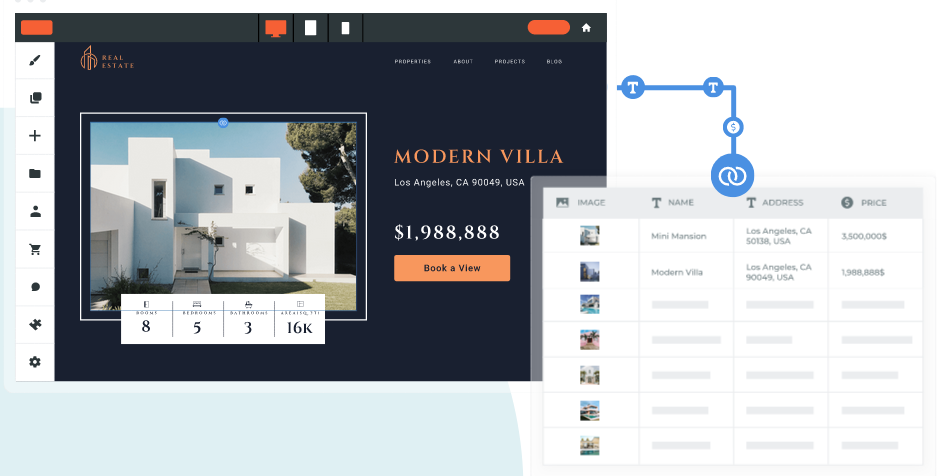 REAL
ESTATE
PROPERTIES ABOUT PROJECTS BLOG
MODERN VILLA
Los Angeles, CA 90049, USA
$1,988,888
Book a View
ROOMS BEDROOMS BATHROOMS AREA(SQ,FT)
8 5 3 16K
T T $
IMAGE T NAME T ADDRESS $ PRICE
Mini Mansion Los Angeles, CA 3,500,000$
50138, USA
Modern Villa Los Angeles, CA 1,988,888$
90049, USA